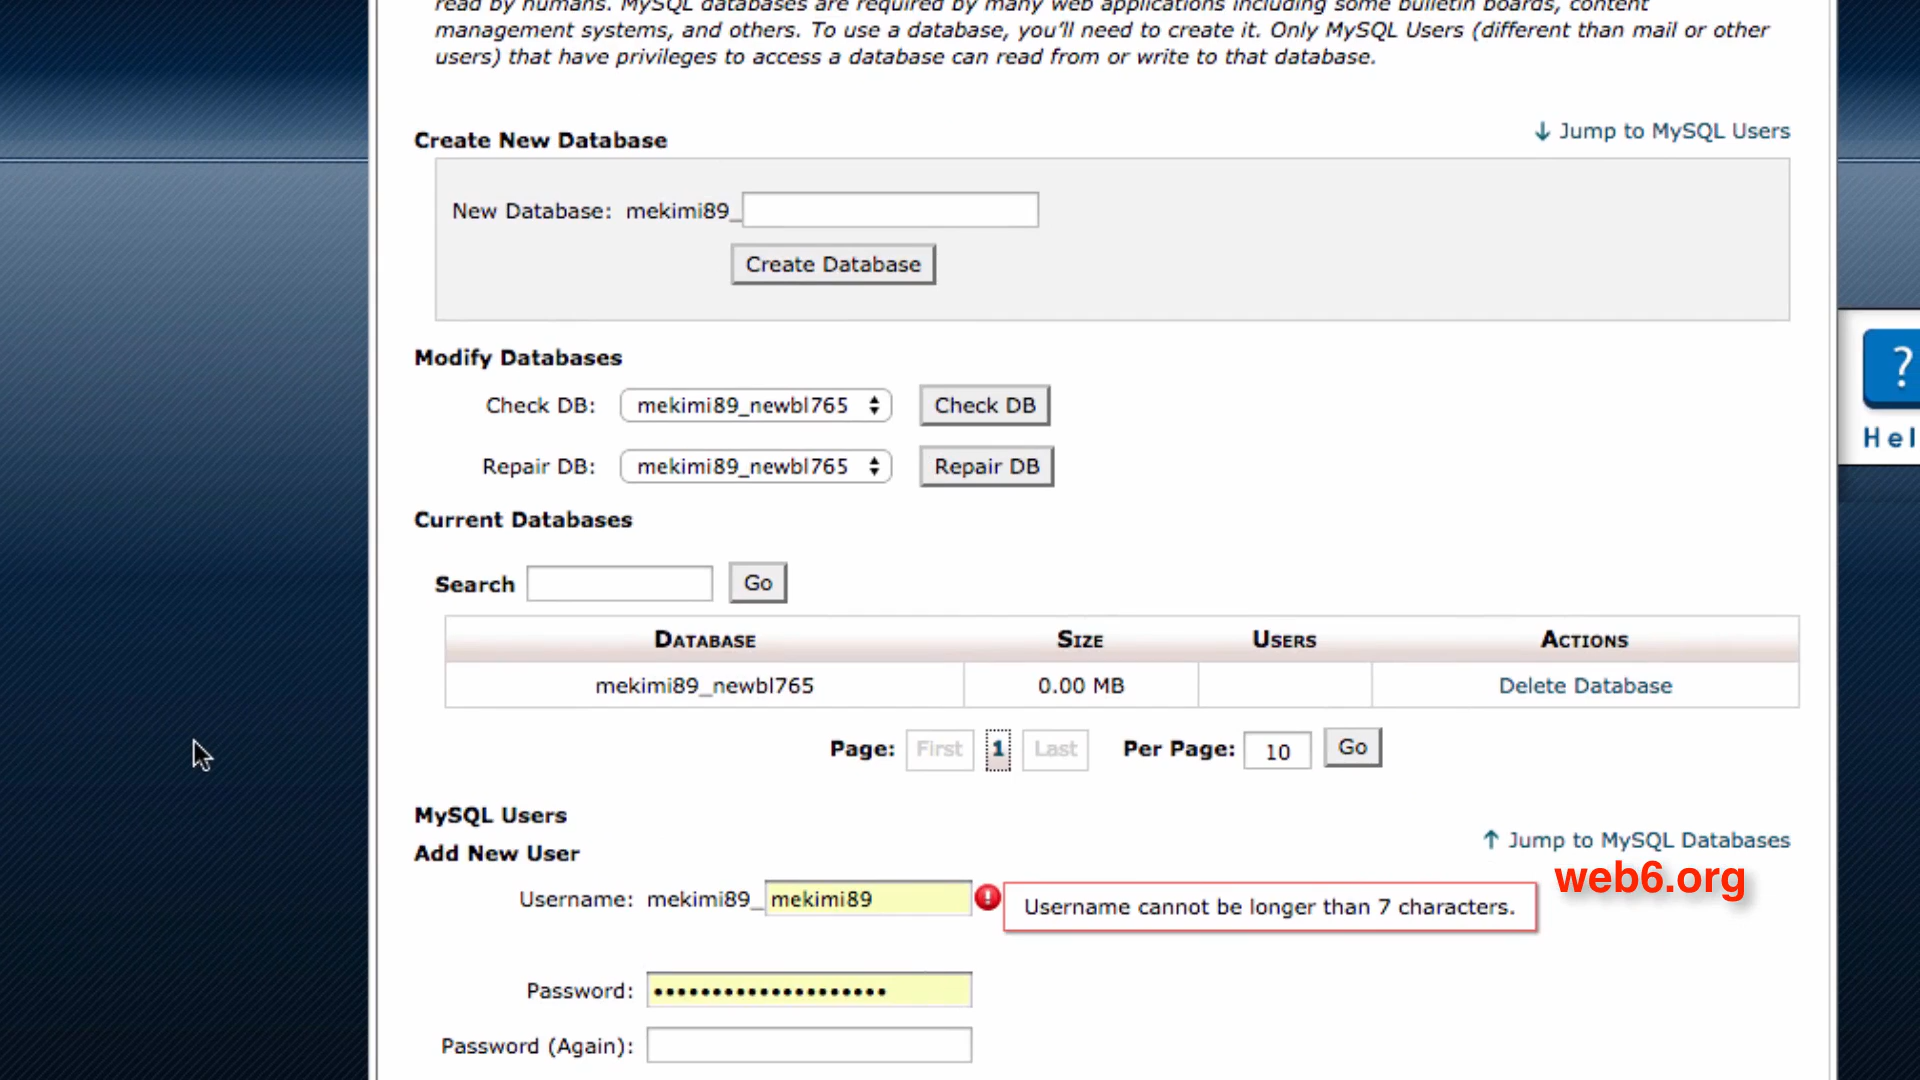 read by humans. MySQL databases are required by many web applications including some bulletin boards, content
management systems, and others. To use a database, you'll need to create it. Only MySQL Users (different than mail or other
users) that have privileges to access a database can read from or write to that database.
↓ Jump to MySQL Users
Create New Database
New Database: mekimi89_
Create Database
Modify Databases
Check DB: mekimi89_newbl765 Check DB
Repair DB: mekimi89_newbl765 Repair DB
Current Databases
Search Go
DATABASE SIZE USERS ACTIONS
mekimi89_newbl765 0.00 MB Delete Database
Page: First 1 Last Per Page: 10 Go
MySQL Users
↑ Jump to MySQL Databases
Add New User
web6.org
Username: mekimi89_ mekimi89 Username cannot be longer than 7 characters.
Password: ••••••••••••••••••••
Password (Again):
?
Hel